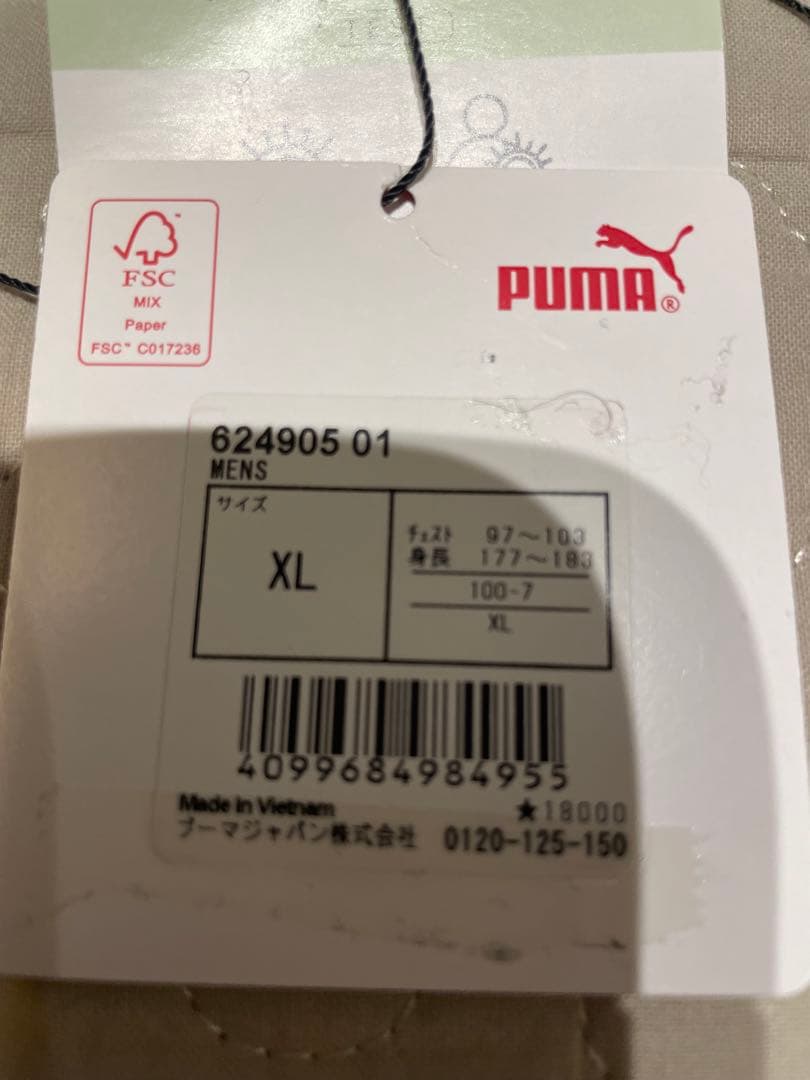 FSC
MIX
Paper
FSC™ C017236
PUMA®
624905 01
MENS
サイズ
XL
チェスト 97～103
身長 177～183
100-7
XL
4099684984955
Made in Vietnam
★18000
プーマジャパン株式会社 0120-125-150